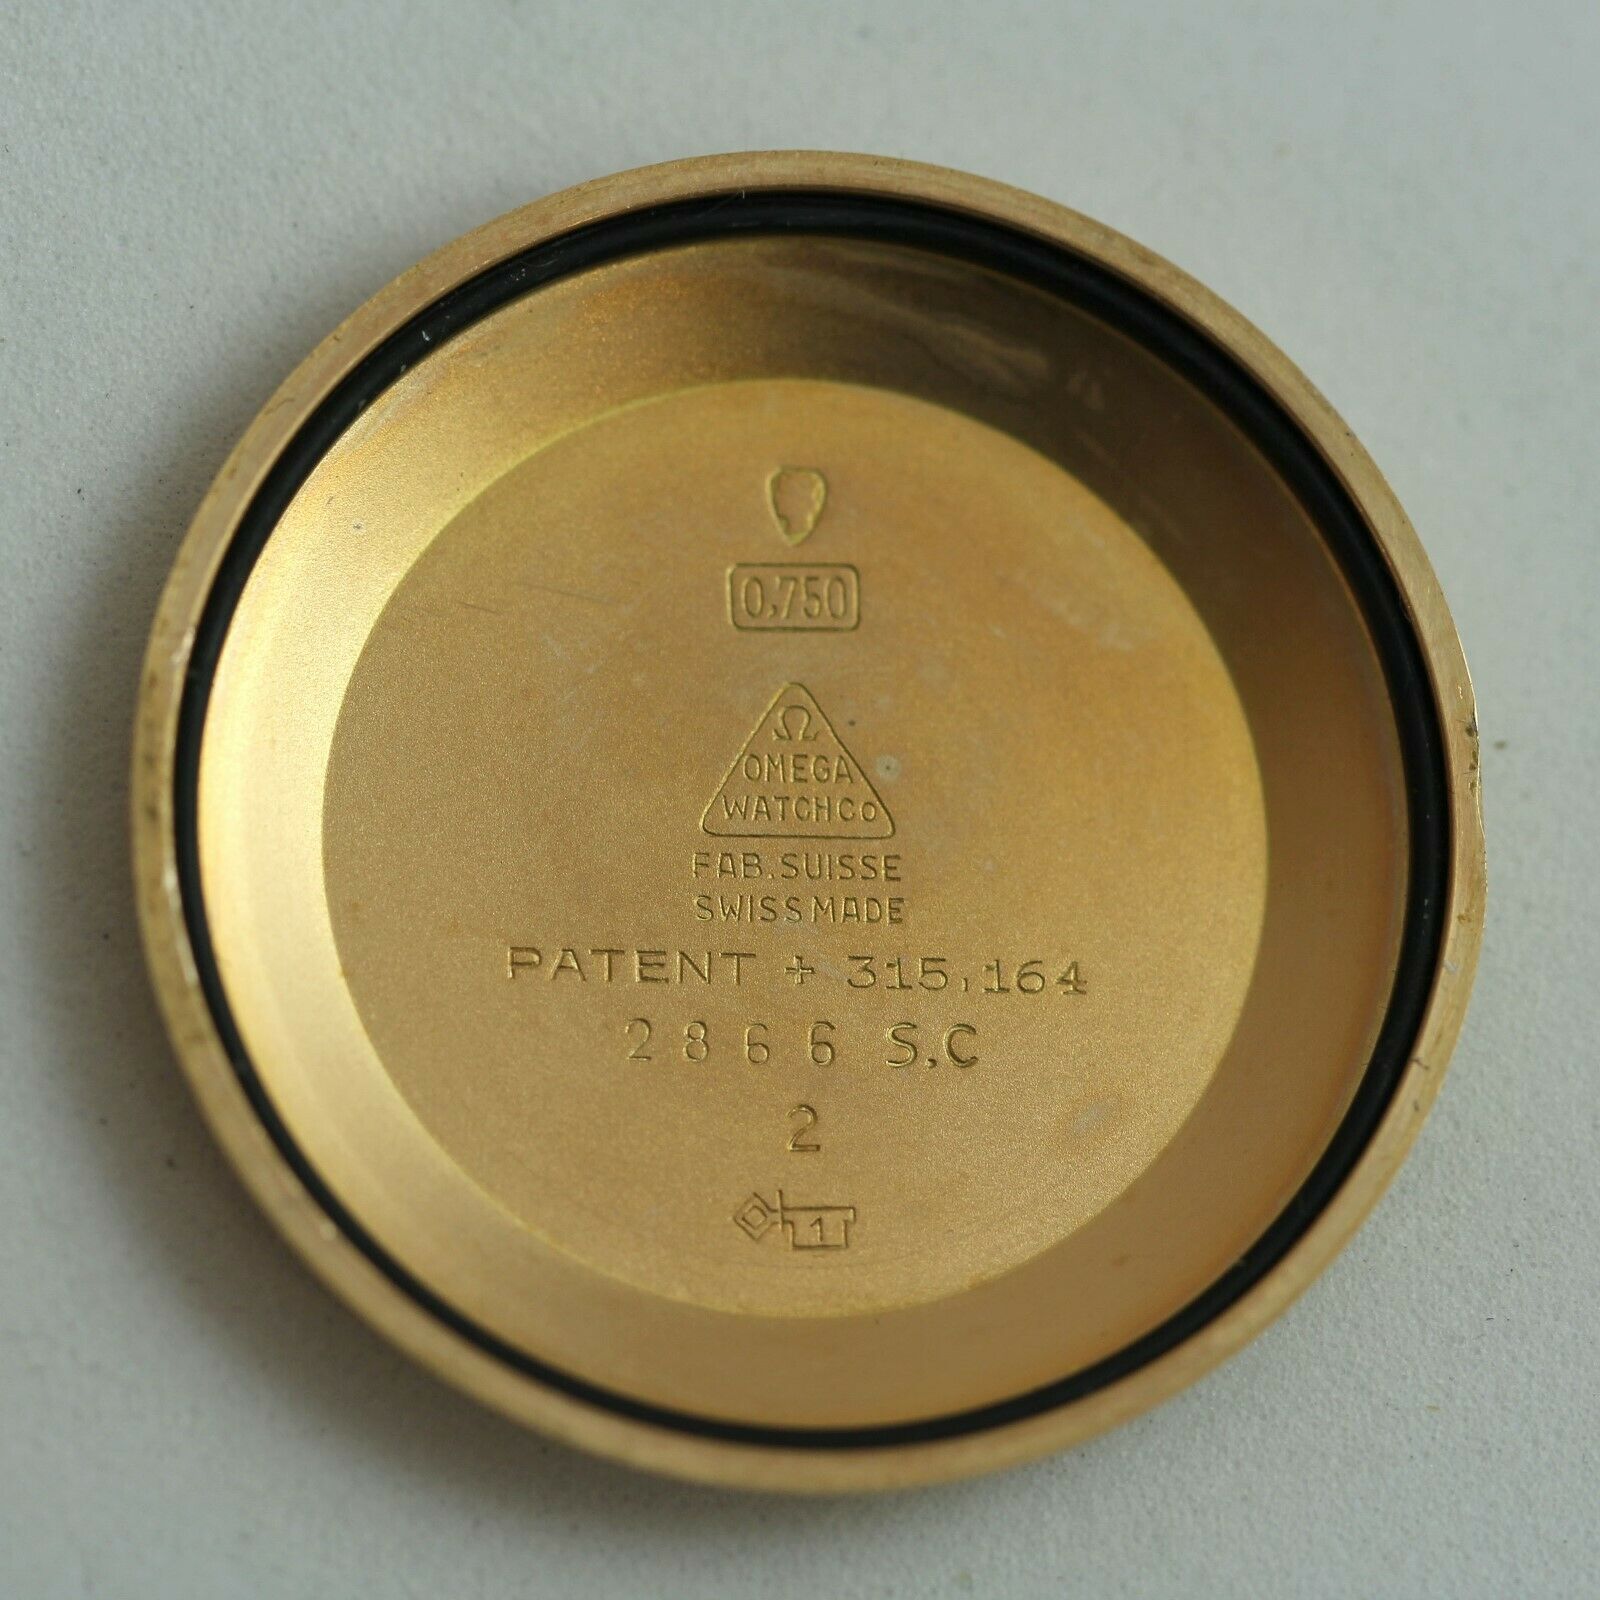 0,750
Ω
OMEGA
WATCH Co
FAB. SUISSE
SWISS MADE
PATENT + 315,164
2866 S.C
2
1